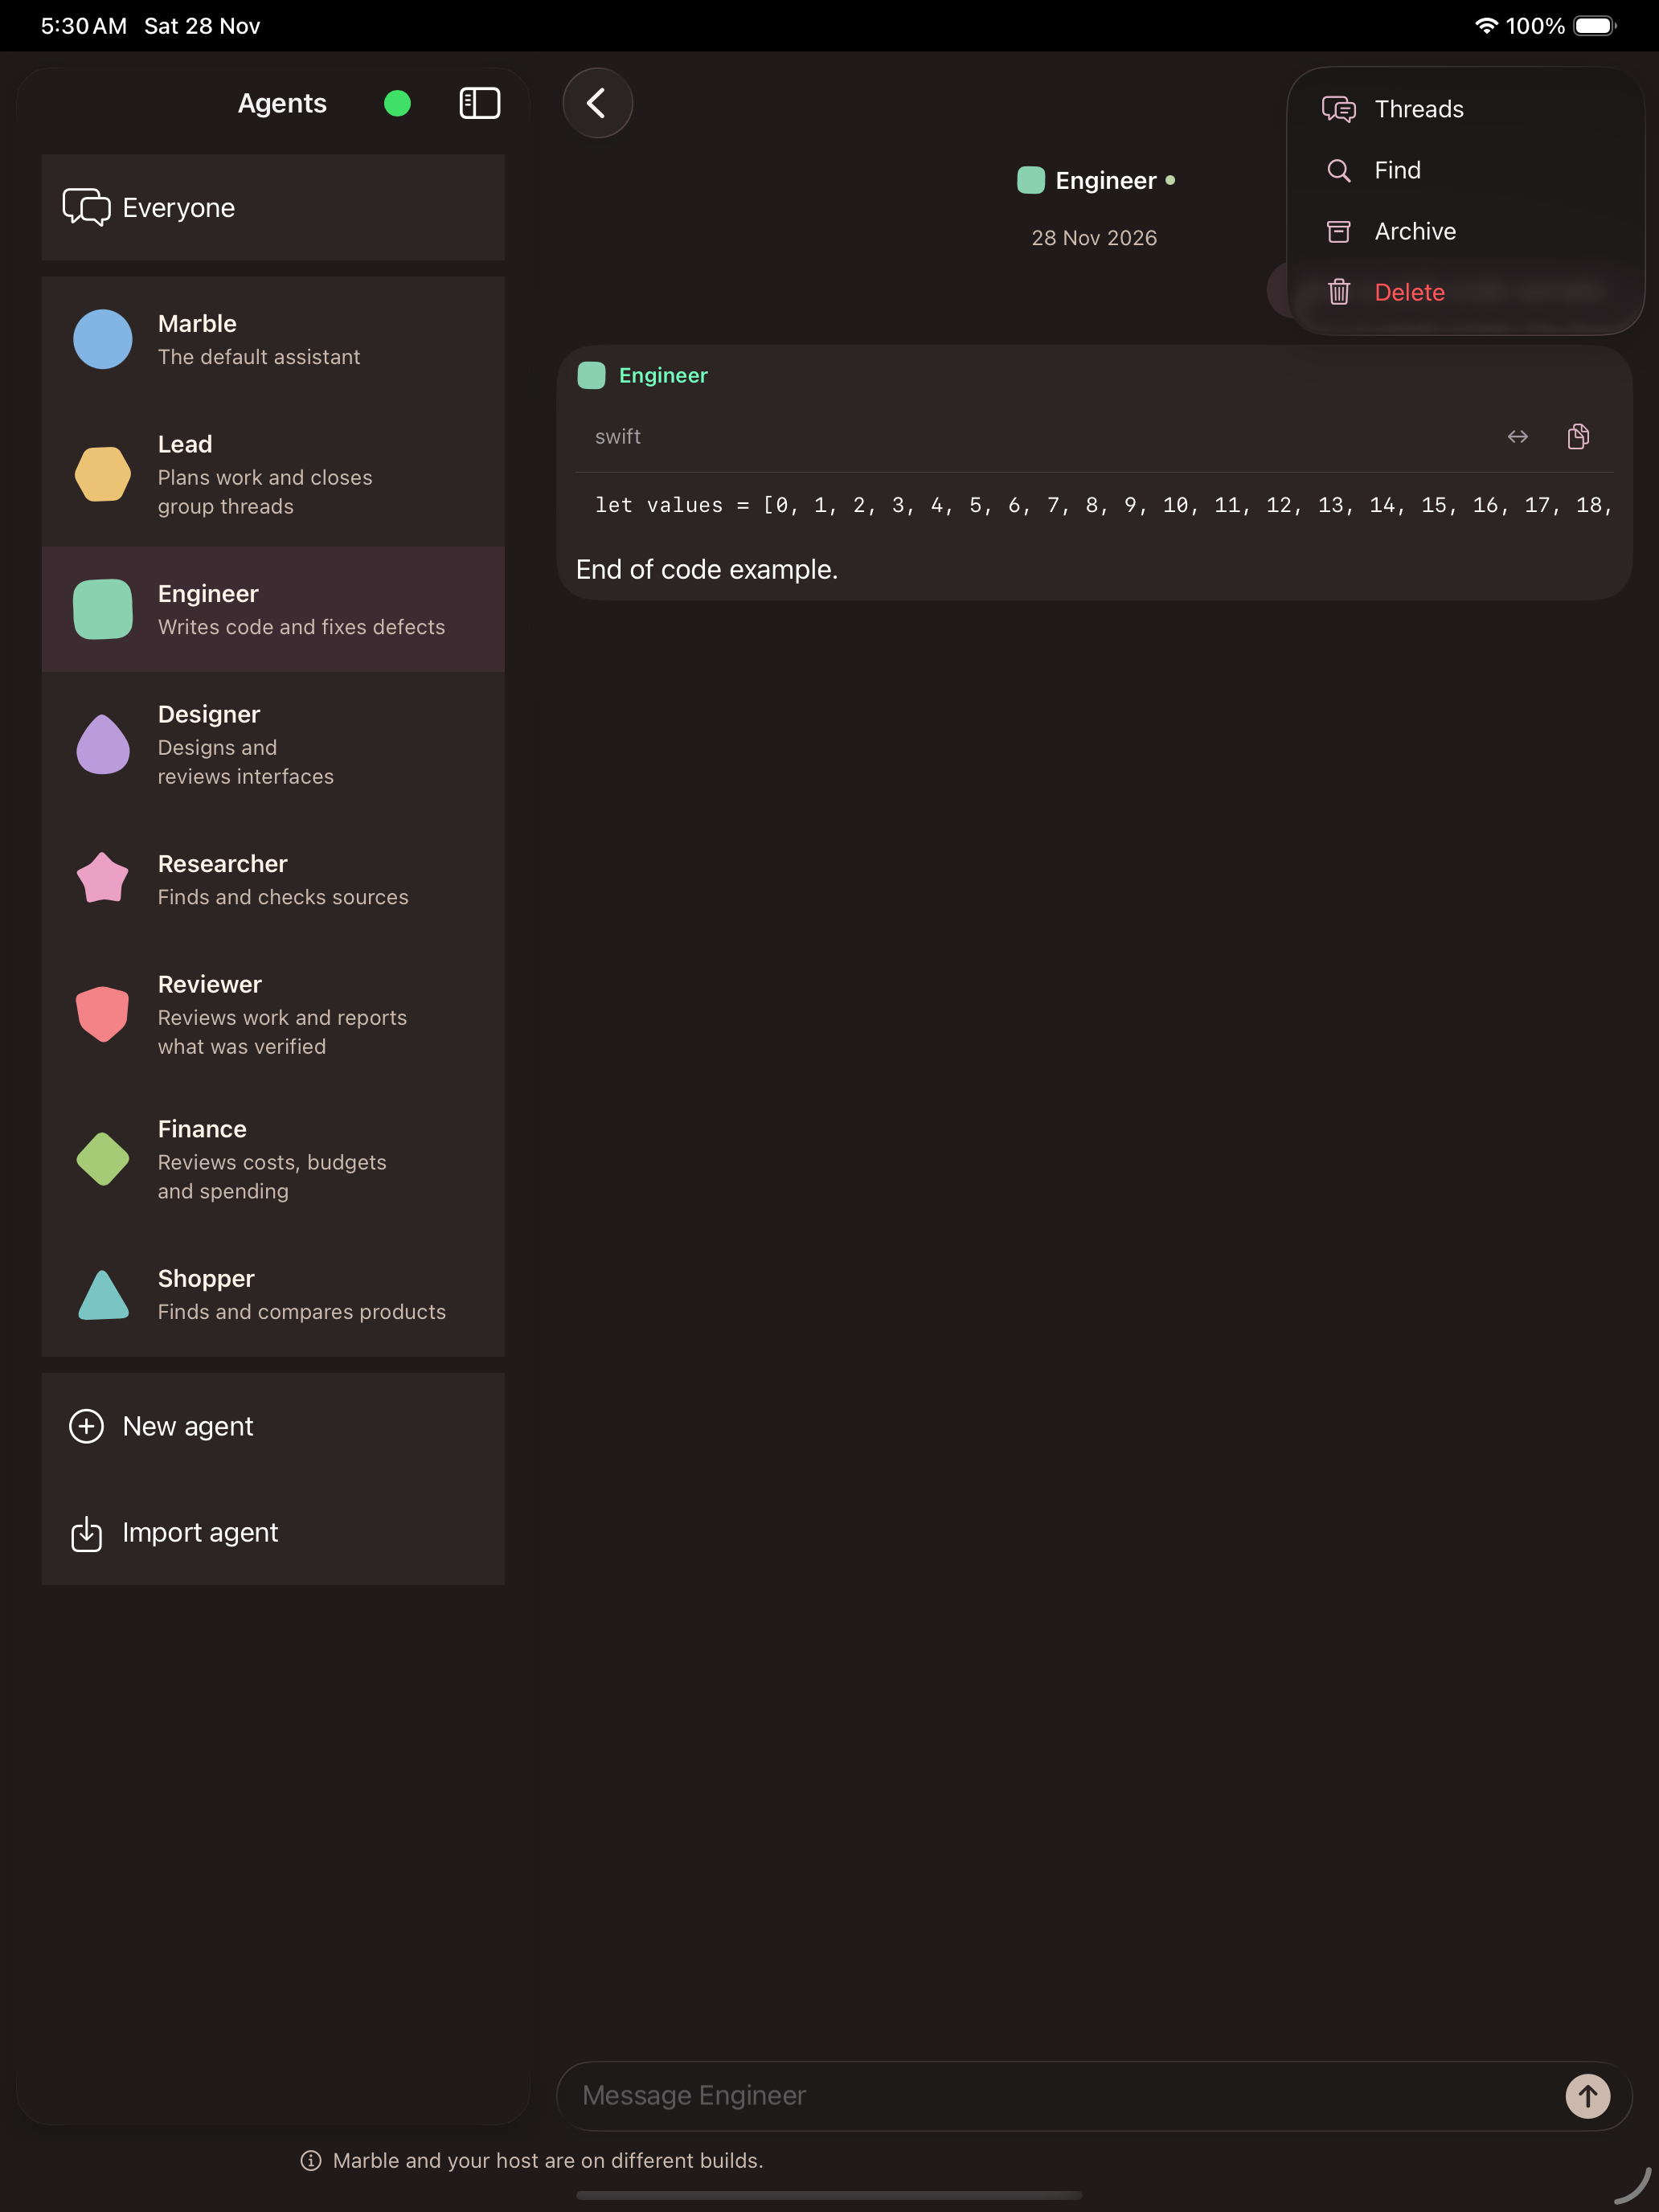 5:30 AM Sat 28 Nov
100%
Agents
Everyone
Marble
The default assistant
Lead
Plans work and closes
group threads
Engineer
Writes code and fixes defects
Designer
Designs and
reviews interfaces
Researcher
Finds and checks sources
Reviewer
Reviews work and reports
what was verified
Finance
Reviews costs, budgets
and spending
Shopper
Finds and compares products
New agent
Import agent
Engineer
28 Nov 2026
Threads
Find
Archive
Delete
Engineer
swift
let values = [0, 1, 2, 3, 4, 5, 6, 7, 8, 9, 10, 11, 12, 13, 14, 15, 16, 17, 18,
End of code example.
Message Engineer
Marble and your host are on different builds.